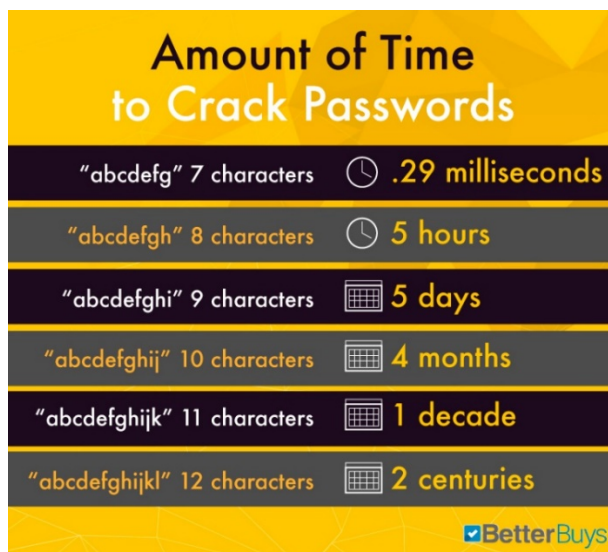 Amount of Time
to Crack Passwords
“abcdefg” 7 characters .29 milliseconds
“abcdefgh” 8 characters 5 hours
“abcdefghi” 9 characters 5 days
“abcdefghij” 10 characters 4 months
“abcdefghijk” 11 characters 1 decade
“abcdefghijkl” 12 characters 2 centuries
BetterBuys